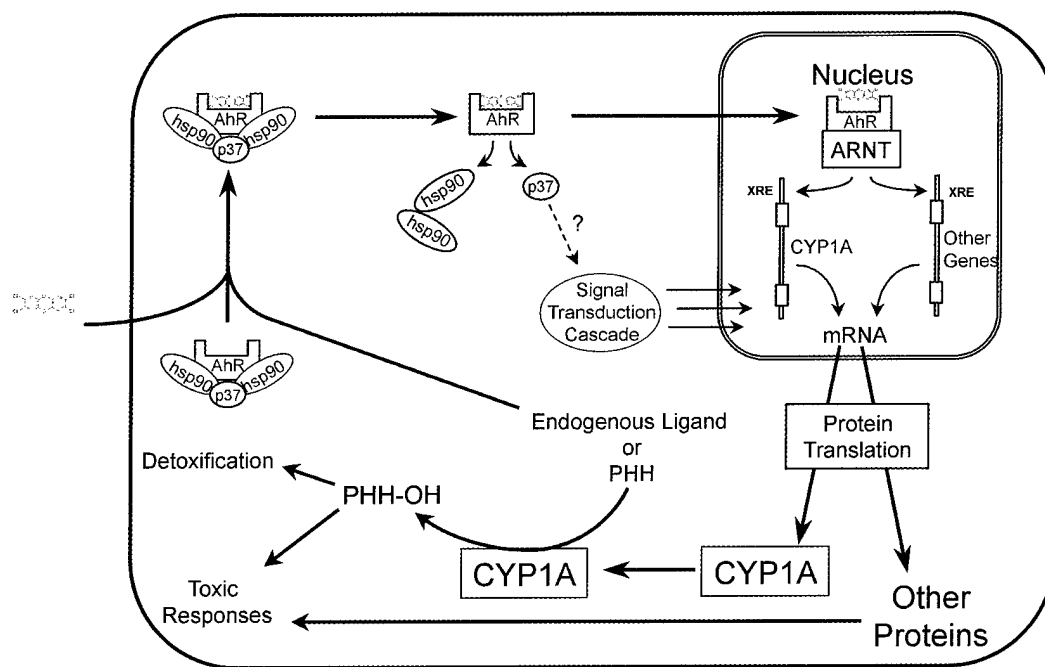 Nucleus
AhR
hsp90
hsp90
p37
AhR
hsp90
hsp90
p37
?
AhR
ARNT
XRE
XRE
CYP1A
Other
Genes
mRNA
Signal
Transduction
Cascade
AhR
hsp90
hsp90
p37
Endogenous Ligand
or
PHH
Protein
Translation
Detoxification
PHH-OH
CYP1A
CYP1A
Toxic
Responses
Other
Proteins